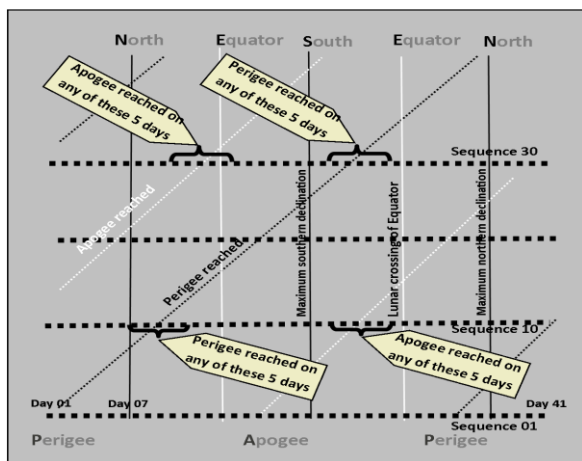 North Equator South Equator North
Apogee reached on
any of these 5 days
Perigee reached on
any of these 5 days
Sequence 30
Apogee reached
Perigee reached
Maximum southern declination
Lunar crossing of Equator
Maximum northern declination
Sequence 10
Perigee reached on
any of these 5 days
Apogee reached on
any of these 5 days
Day 01 Day 07 Day 41
Sequence 01
Perigee Apogee Perigee